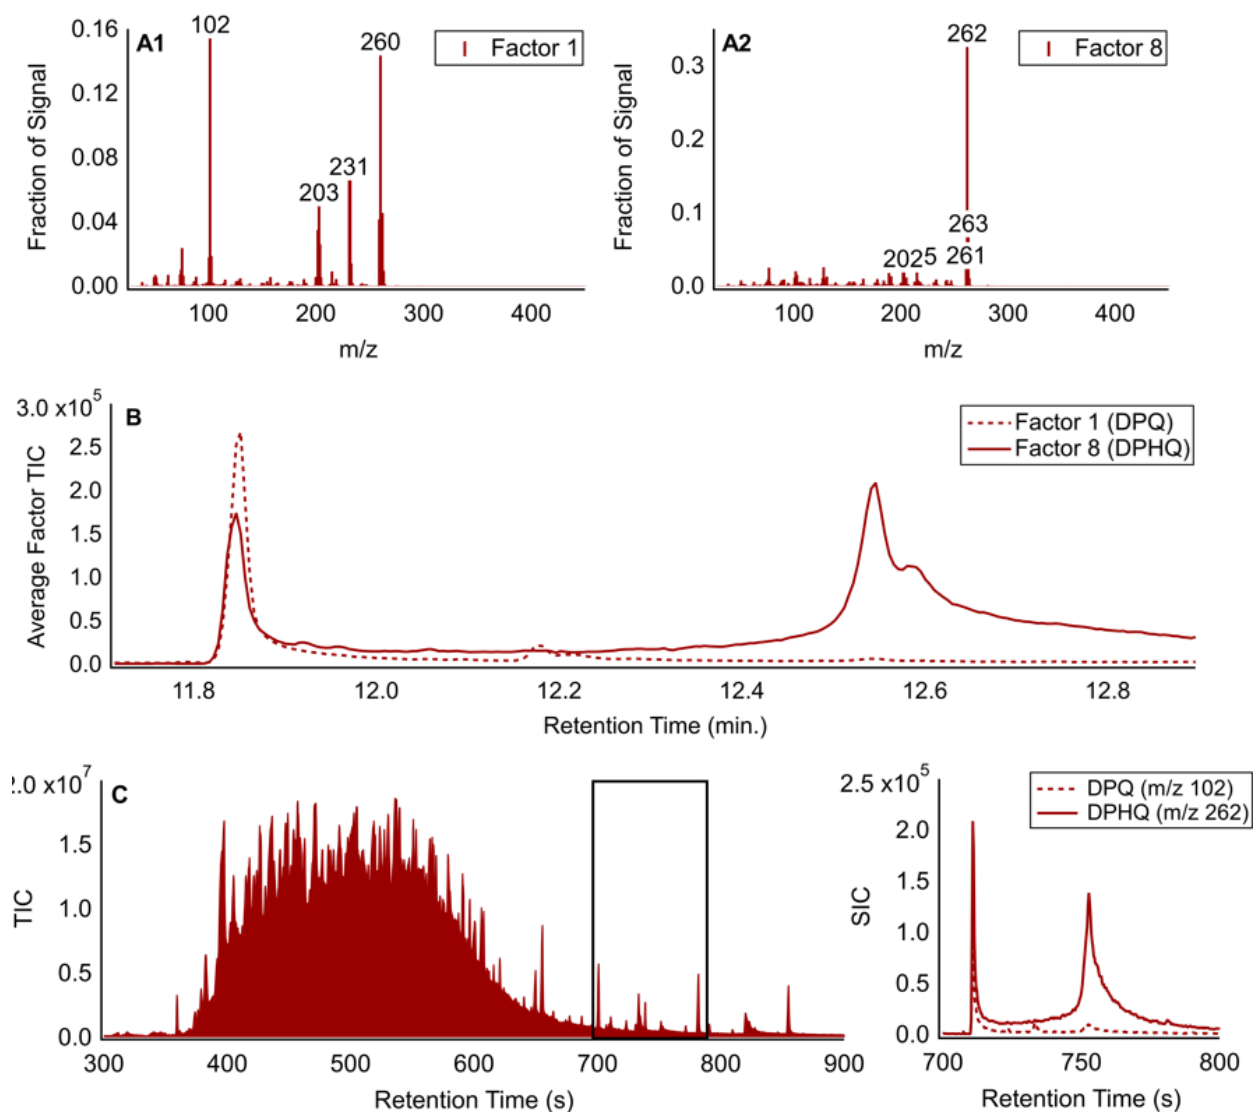 A1
Factor 1
102
260
231
203
0.16
0.12
0.08
0.04
0.00
Fraction of Signal
100 200 300 400
m/z
A2
Factor 8
262
263
261
0.3
0.2
0.1
0.0
Fraction of Signal
100 200 300 400
m/z
B
Factor 1 (DPQ)
Factor 8 (DPHQ)
3.0 x10⁵
2.5
2.0
1.5
1.0
0.5
0.0
Average Factor TIC
11.8 12.0 12.2 12.4 12.6 12.8
Retention Time (min.)
C
.0 x10⁷
1.5
1.0
0.5
0.0
TIC
300 400 500 600 700 800 900
Retention Time (s)
DPQ (m/z 102)
DPHQ (m/z 262)
2.5 x10⁵
2.0
1.5
1.0
0.5
0.0
SIC
700 750 800
Retention Time (s)